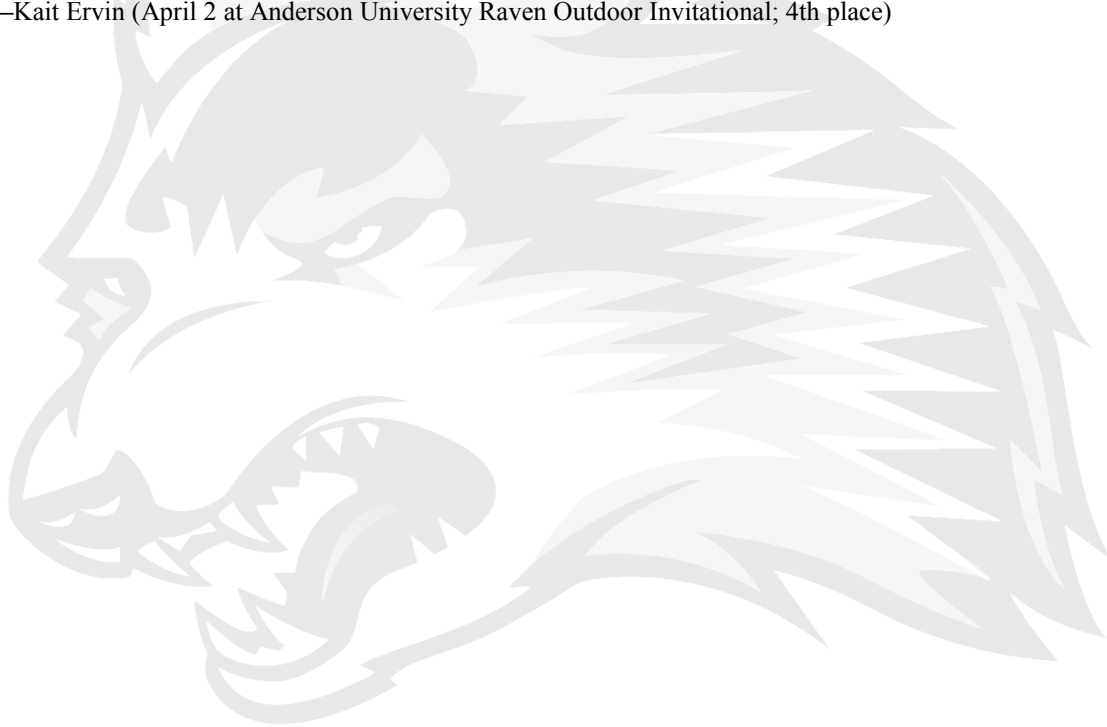 –Kait Ervin (April 2 at Anderson University Raven Outdoor Invitational; 4th place)